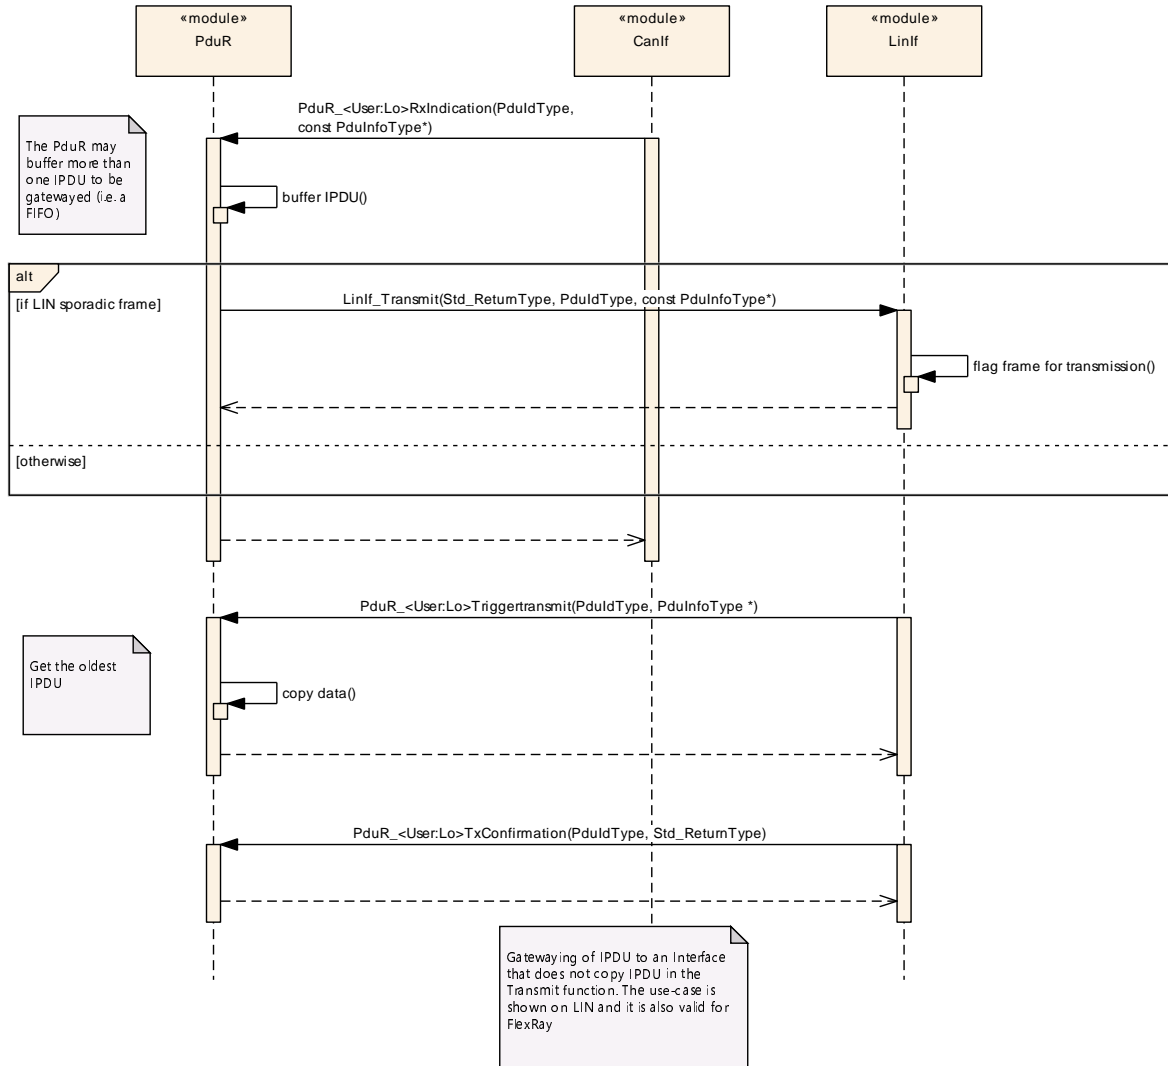 «module»
PduR
«module»
CanIf
«module»
LinIf
PduR_<User:Lo>RxIndication(PduIdType,
const PduInfoType*)
The PduR may
buffer more than
one IPDU to be
gatewayed (i.e. a
FIFO)
buffer IPDU()
alt
[if LIN sporadic frame]
LinIf_Transmit(Std_ReturnType, PduIdType, const PduInfoType*)
flag frame for transmission()
[otherwise]
PduR_<User:Lo>Triggertransmit(PduIdType, PduInfoType *)
Get the oldest
IPDU
copy data()
PduR_<User:Lo>TxConfirmation(PduIdType, Std_ReturnType)
Gatewaying of IPDU to an Interface
that does not copy IPDU in the
Transmit function. The use-case is
shown on LIN and it is also valid for
FlexRay